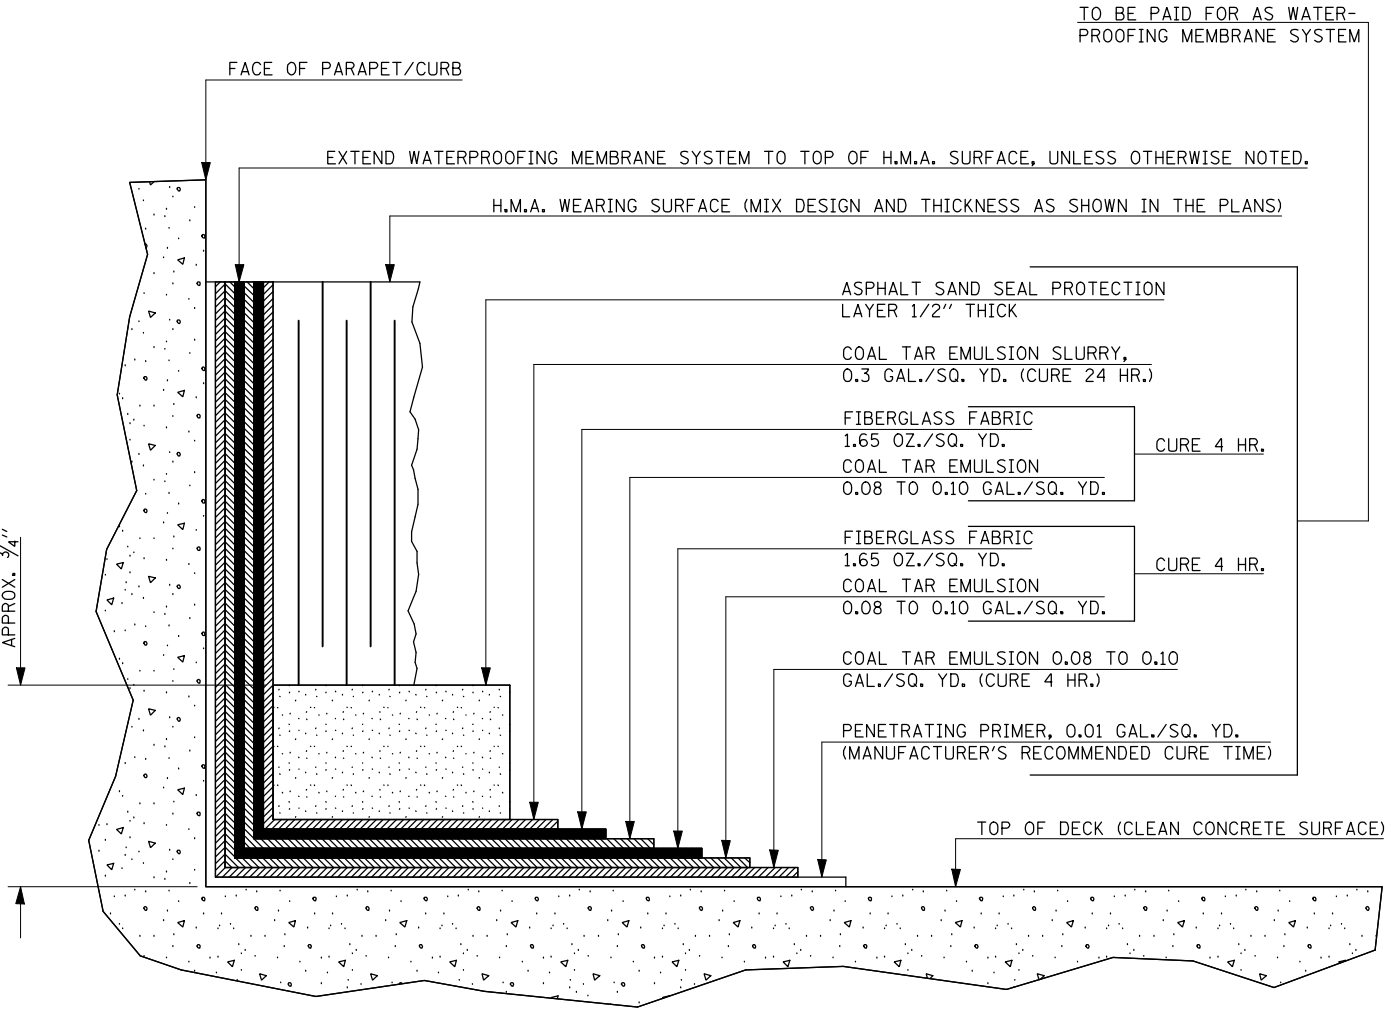 TO BE PAID FOR AS WATER-
PROOFING MEMBRANE SYSTEM
FACE OF PARAPET/CURB
EXTEND WATERPROOFING MEMBRANE SYSTEM TO TOP OF H.M.A. SURFACE, UNLESS OTHERWISE NOTED.
H.M.A. WEARING SURFACE (MIX DESIGN AND THICKNESS AS SHOWN IN THE PLANS)
ASPHALT SAND SEAL PROTECTION
LAYER 1/2" THICK
COAL TAR EMULSION SLURRY,
0.3 GAL./SQ. YD. (CURE 24 HR.)
FIBERGLASS FABRIC
1.65 OZ./SQ. YD.
CURE 4 HR.
COAL TAR EMULSION
0.08 TO 0.10 GAL./SQ. YD.
FIBERGLASS FABRIC
1.65 OZ./SQ. YD.
CURE 4 HR.
COAL TAR EMULSION
0.08 TO 0.10 GAL./SQ. YD.
APPROX. 3/4"
COAL TAR EMULSION 0.08 TO 0.10
GAL./SQ. YD. (CURE 4 HR.)
PENETRATING PRIMER, 0.01 GAL./SQ. YD.
(MANUFACTURER'S RECOMMENDED CURE TIME)
TOP OF DECK (CLEAN CONCRETE SURFACE)